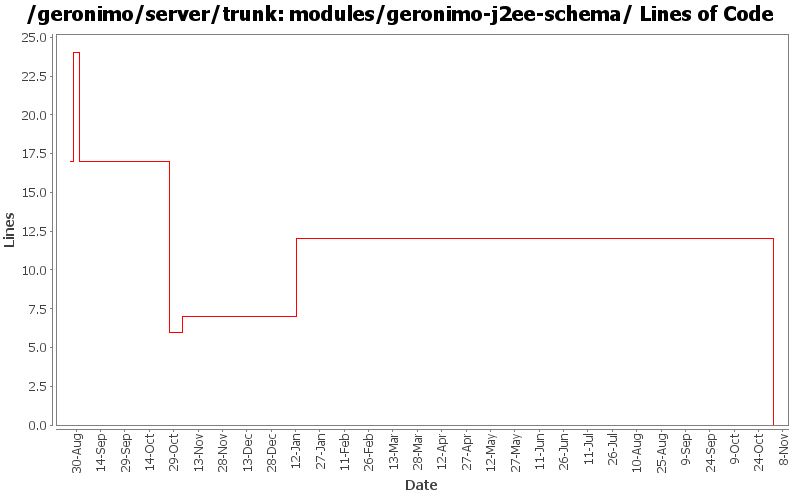 /geronimo/server/trunk: modules/geronimo-j2ee-schema/ Lines of Code
25.0
22.5
20.0
17.5
15.0
12.5
10.0
7.5
5.0
2.5
0.0
Lines
30-Aug
14-Sep
29-Sep
14-Oct
29-Oct
13-Nov
28-Nov
13-Dec
28-Dec
12-Jan
27-Jan
11-Feb
26-Feb
13-Mar
28-Mar
12-Apr
27-Apr
12-May
27-May
11-Jun
26-Jun
11-Jul
26-Jul
10-Aug
25-Aug
9-Sep
24-Sep
9-Oct
24-Oct
8-Nov
Date